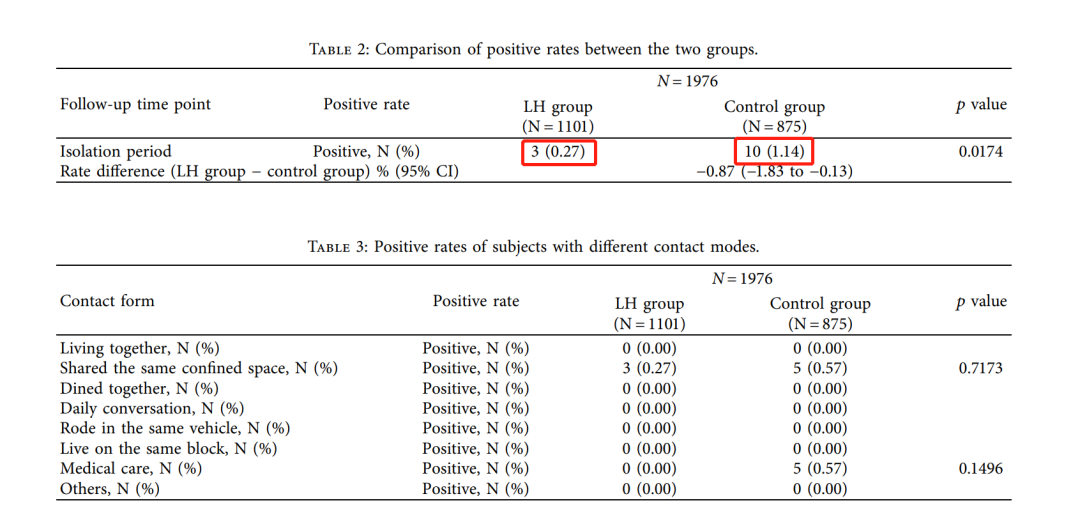 TABLE 2: Comparison of positive rates between the two groups.
N = 1976
Follow-up time point Positive rate LH group Control group p value
(N = 1101) (N = 875)
Isolation period Positive, N (%) 3 (0.27) 10 (1.14) 0.0174
Rate difference (LH group – control group) % (95% CI) −0.87 (−1.83 to −0.13)
TABLE 3: Positive rates of subjects with different contact modes.
N = 1976
Contact form Positive rate LH group Control group p value
(N = 1101) (N = 875)
Living together, N (%) Positive, N (%) 0 (0.00) 0 (0.00)
Shared the same confined space, N (%) Positive, N (%) 3 (0.27) 5 (0.57) 0.7173
Dined together, N (%) Positive, N (%) 0 (0.00) 0 (0.00)
Daily conversation, N (%) Positive, N (%) 0 (0.00) 0 (0.00)
Rode in the same vehicle, N (%) Positive, N (%) 0 (0.00) 0 (0.00)
Live on the same block, N (%) Positive, N (%) 0 (0.00) 0 (0.00)
Medical care, N (%) Positive, N (%) 0 (0.00) 5 (0.57) 0.1496
Others, N (%) Positive, N (%) 0 (0.00) 0 (0.00)